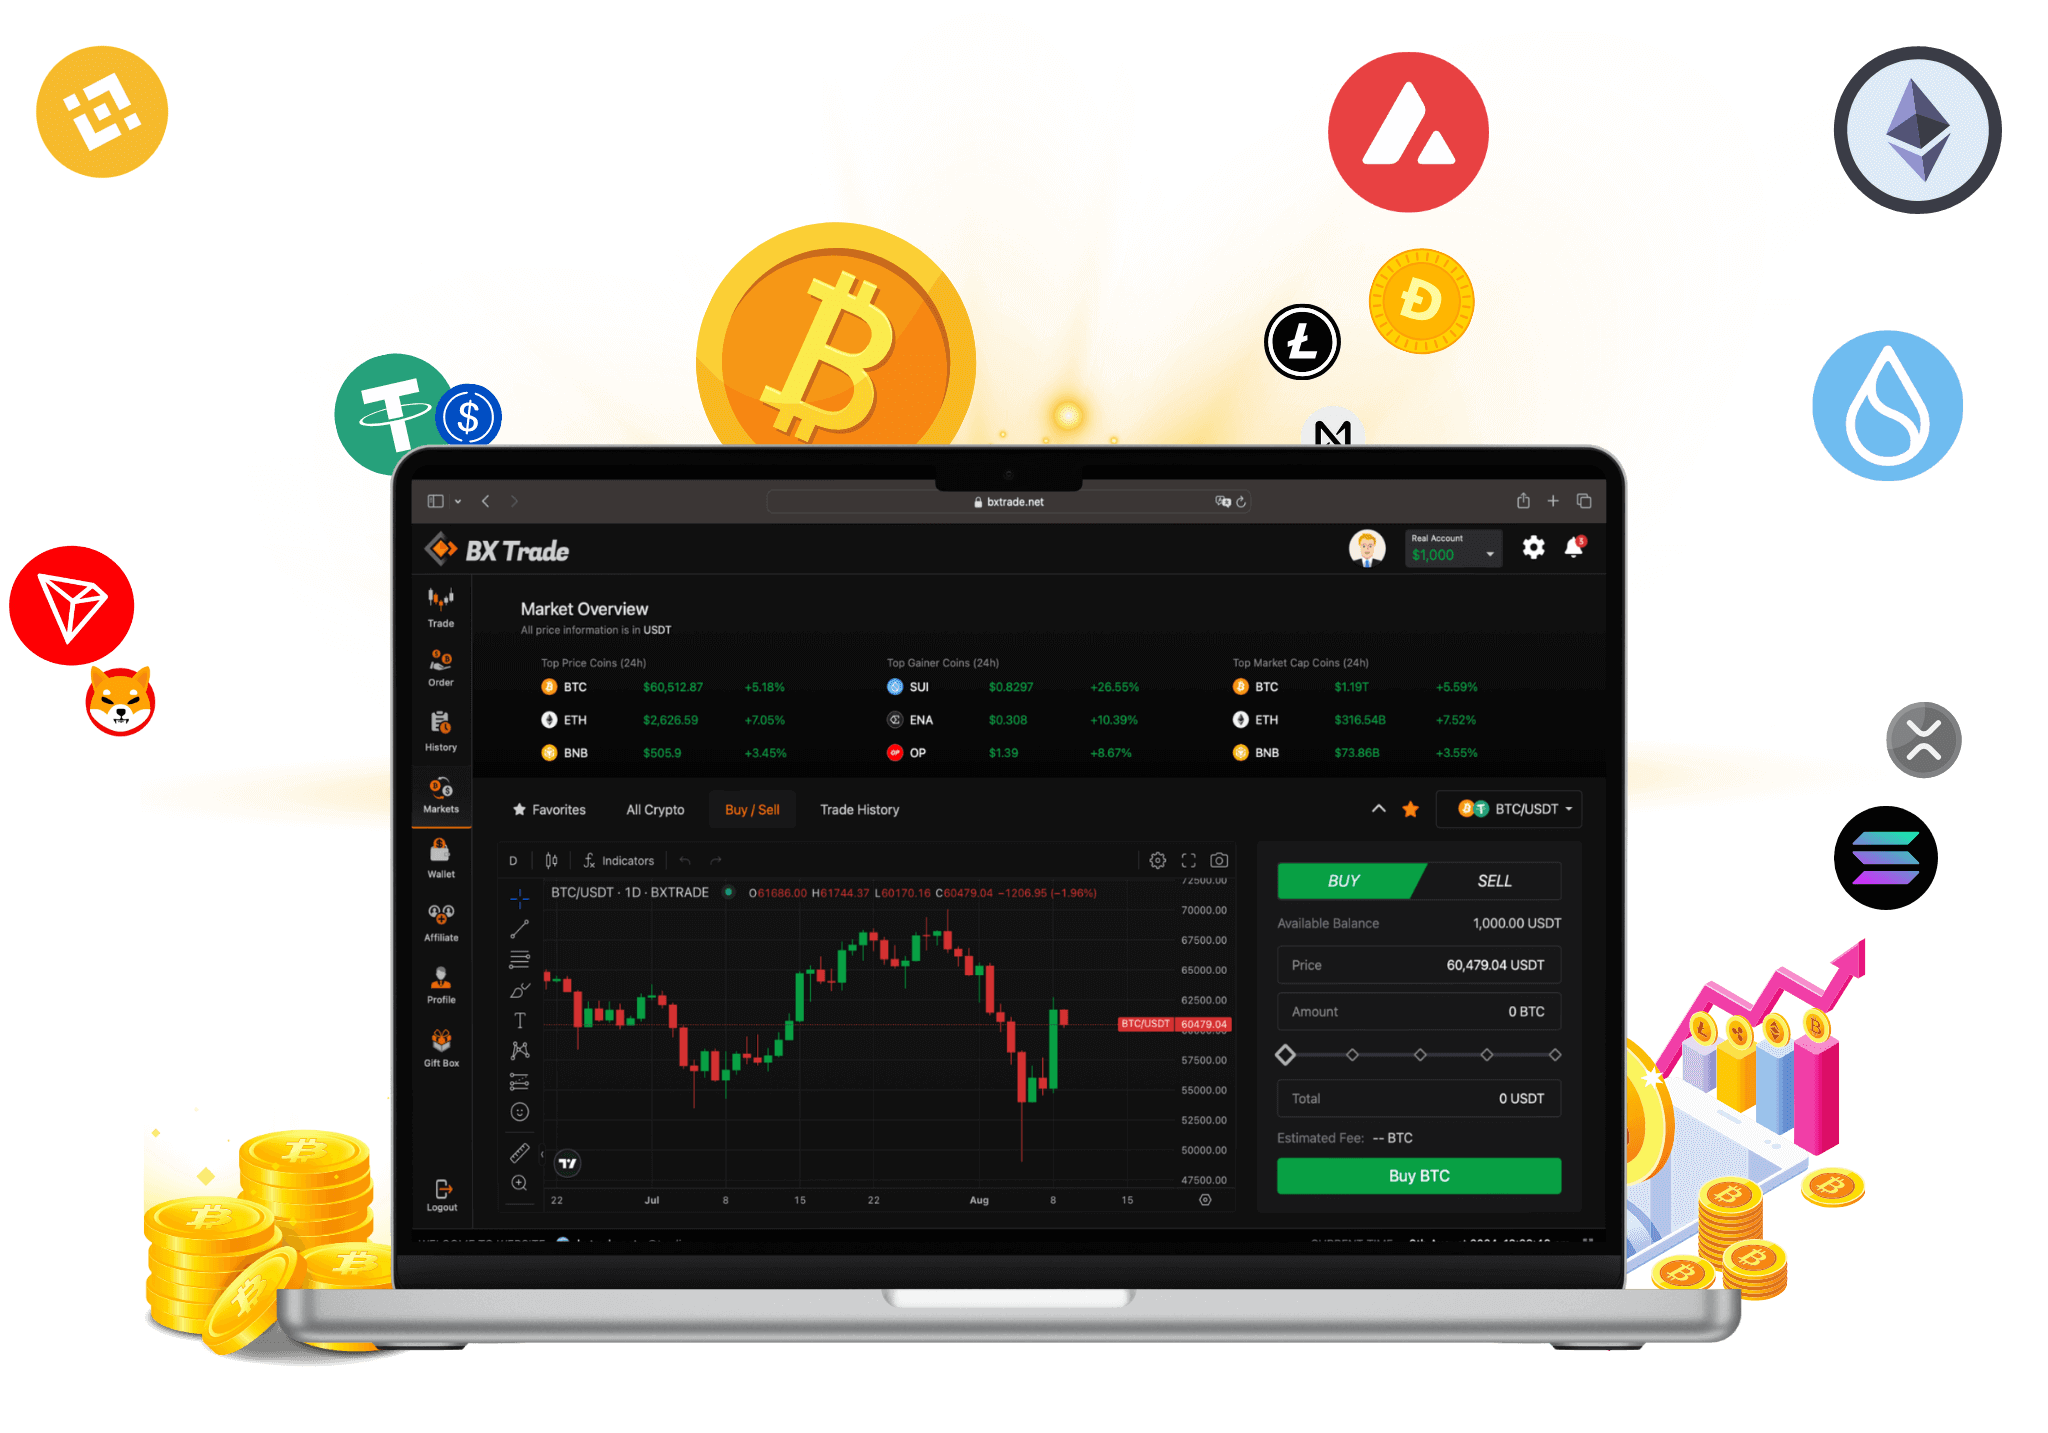 bxtrade.net
BX Trade
Real Account
$1,000
3
Trade
Order
History
Markets
Wallet
Affiliate
Profile
Gift Box
Logout
Market Overview
All price information is in USDT
Top Price Coins (24h)
BTC $60,512.87 +5.18%
ETH $2,626.59 +7.05%
BNB $505.9 +3.45%
Top Gainer Coins (24h)
SUI $0.8297 +26.55%
ENA $0.308 +10.39%
OP $1.39 +8.67%
Top Market Cap Coins (24h)
BTC $1.19T +5.59%
ETH $316.54B +7.52%
BNB $73.86B +3.55%
Favorites All Crypto Buy / Sell Trade History
BTC/USDT
D Indicators
BTC/USDT · 1D · BXTRADE O61686.00 H61744.37 L60170.16 C60479.04 −1206.95 (−1.96%)
72500.00
70000.00
67500.00
65000.00
62500.00
BTC/USDT 60479.04
57500.00
55000.00
52500.00
50000.00
47500.00
22 Jul 8 15 22 Aug 8 15
BUY SELL
Available Balance 1,000.00 USDT
Price 60,479.04 USDT
Amount 0 BTC
Total 0 USDT
Estimated Fee: -- BTC
Buy BTC